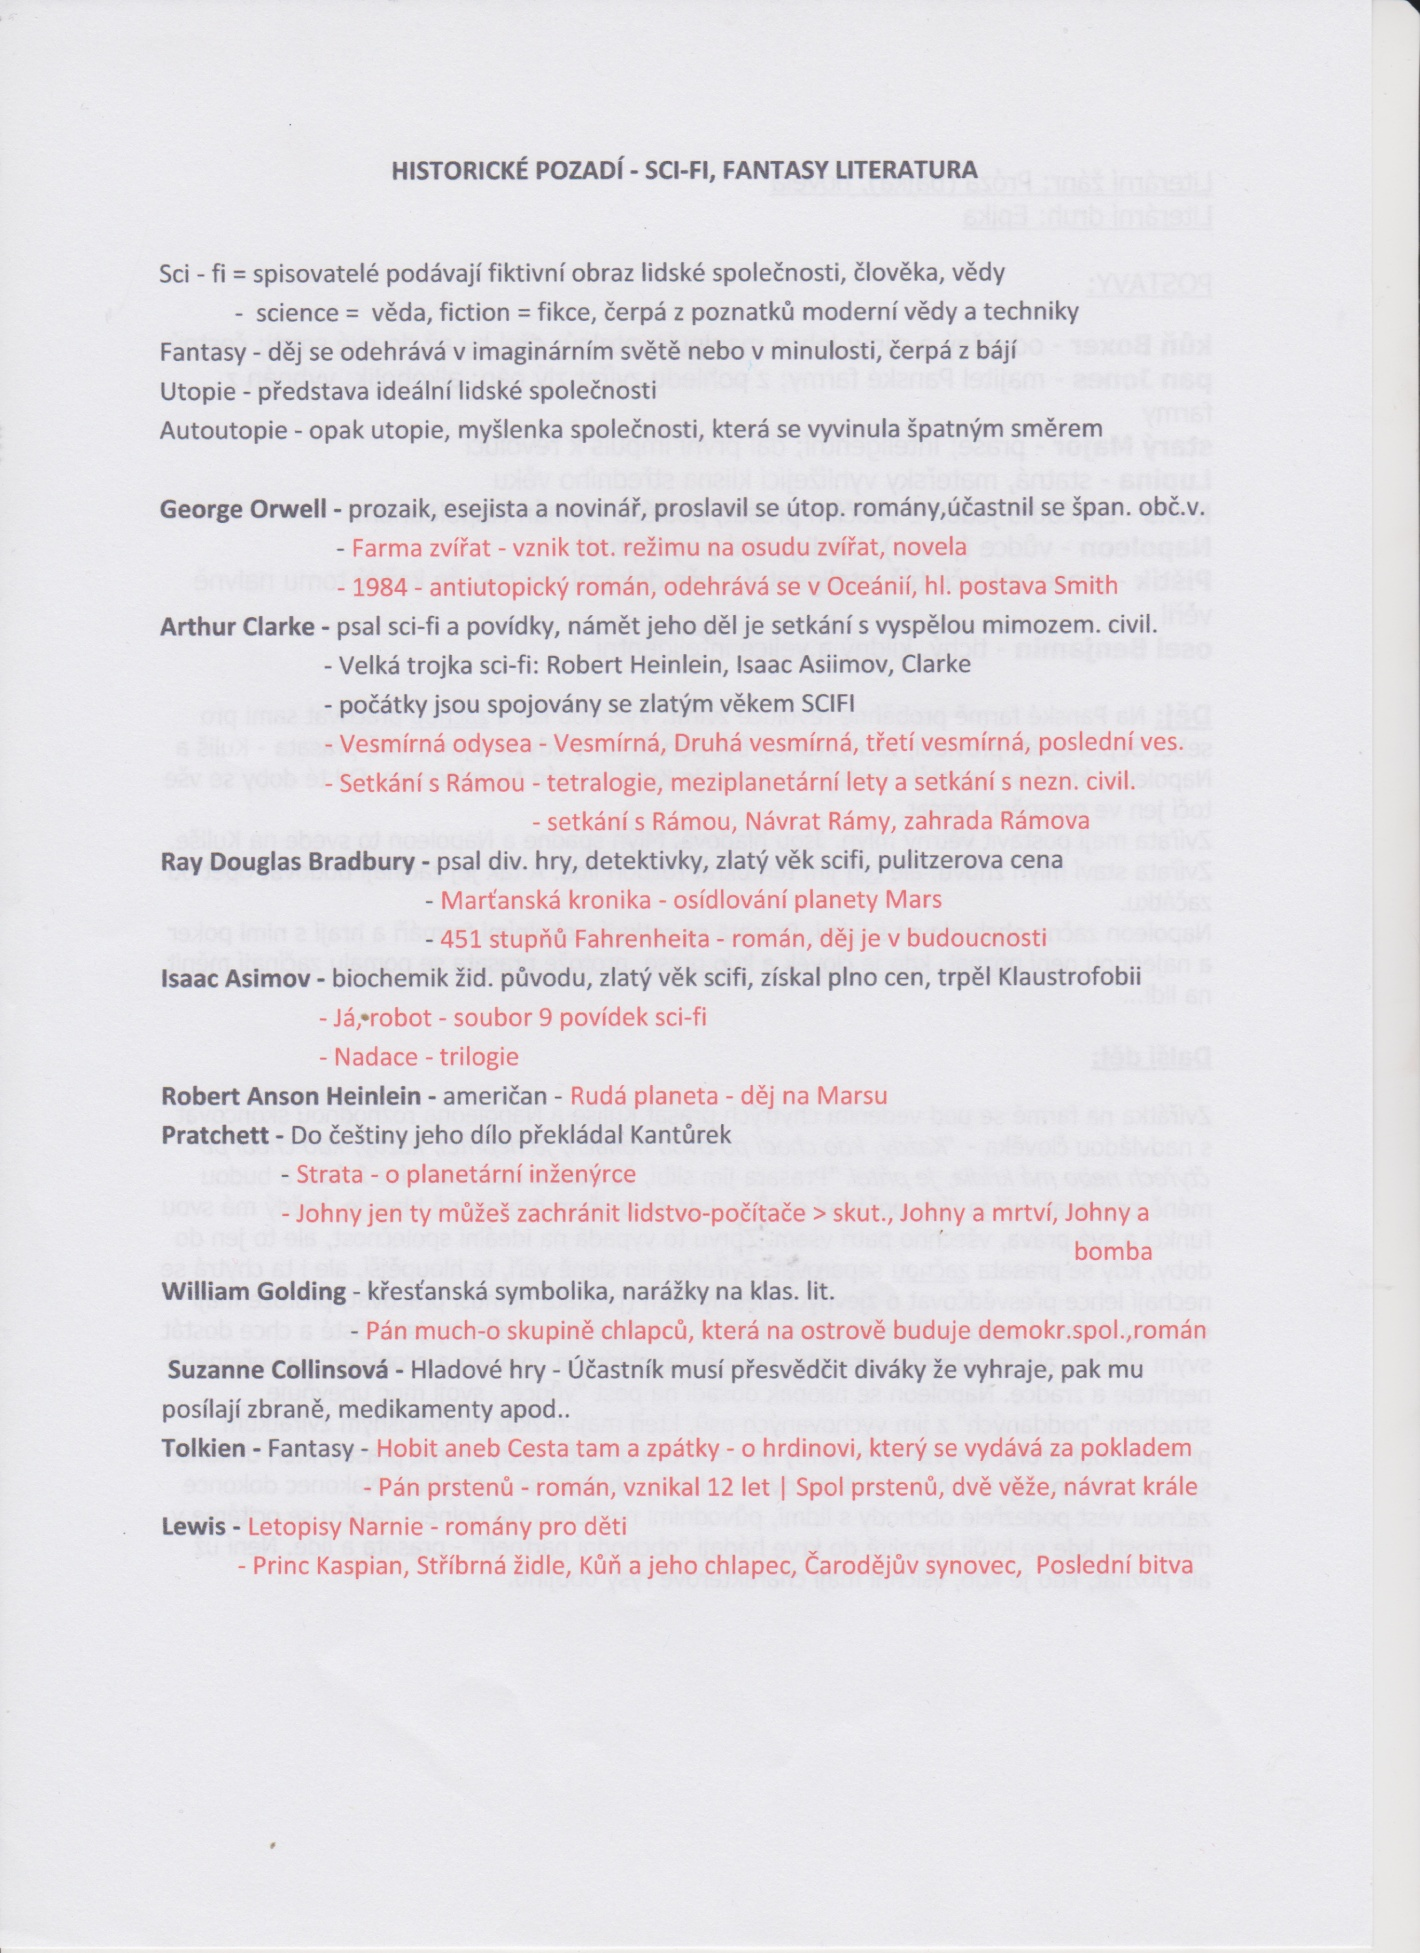 HISTORICKÉ POZADÍ - SCI-FI, FANTASY LITERATURA
Sci - fi = spisovatelé podávají fiktivní obraz lidské společnosti, člověka, vědy
- science = věda, fiction = fikce, čerpá z poznatků moderní vědy a techniky
Fantasy - děj se odehrává v imaginárním světě nebo v minulosti, čerpá z bájí
Utopie - představa ideální lidské společnosti
Autoutopie - opak utopie, myšlenka společnosti, která se vyvinula špatným směrem
George Orwell - prozaik, esejista a novinář, proslavil se útop. romány,účastnil se špan. obč.v.
- Farma zvířat - vznik tot. režimu na osudu zvířat, novela
- 1984 - antiutopický román, odehrává se v Oceánii, hl. postava Smith
Arthur Clarke - psal sci-fi a povídky, námět jeho děl je setkání s vyspělou mimozem. civil.
- Velká trojka sci-fi: Robert Heinlein, Isaac Asiimov, Clarke
- počátky jsou spojovány se zlatým věkem SCIFI
- Vesmírná odysea - Vesmírná, Druhá vesmírná, třetí vesmírná, poslední ves.
- Setkání s Rámou - tetralogie, meziplanetární lety a setkání s nezn. civil.
- setkání s Rámou, Návrat Rámy, zahrada Rámova
Ray Douglas Bradbury - psal div. hry, detektivky, zlatý věk scifi, pulitzerova cena
- Marťanská kronika - osídlování planety Mars
- 451 stupňů Fahrenheita - román, děj je v budoucnosti
Isaac Asimov - biochemik žid. původu, zlatý věk scifi, získal plno cen, trpěl Klaustrofobii
- Já, robot - soubor 9 povídek sci-fi
- Nadace - trilogie
Robert Anson Heinlein - američan - Rudá planeta - děj na Marsu
Pratchett - Do češtiny jeho dílo překládal Kantůrek
- Strata - o planetární inženýrce
- Johny jen ty můžeš zachránit lidstvo-počítače > skut., Johny a mrtví, Johny a
bomba
William Golding - křesťanská symbolika, narážky na klas. lit.
- Pán much-o skupině chlapců, která na ostrově buduje demokr.spol.,román
Suzanne Collinsová - Hladové hry - Účastník musí přesvědčit diváky že vyhraje, pak mu
posílají zbraně, medikamenty apod..
Tolkien - Fantasy - Hobit aneb Cesta tam a zpátky - o hrdinovi, který se vydává za pokladem
- Pán prstenů - román, vznikal 12 let | Spol prstenů, dvě věže, návrat krále
Lewis - Letopisy Narnie - romány pro děti
- Princ Kaspian, Stříbrná židle, Kůň a jeho chlapec, Čarodějův synovec, Poslední bitva